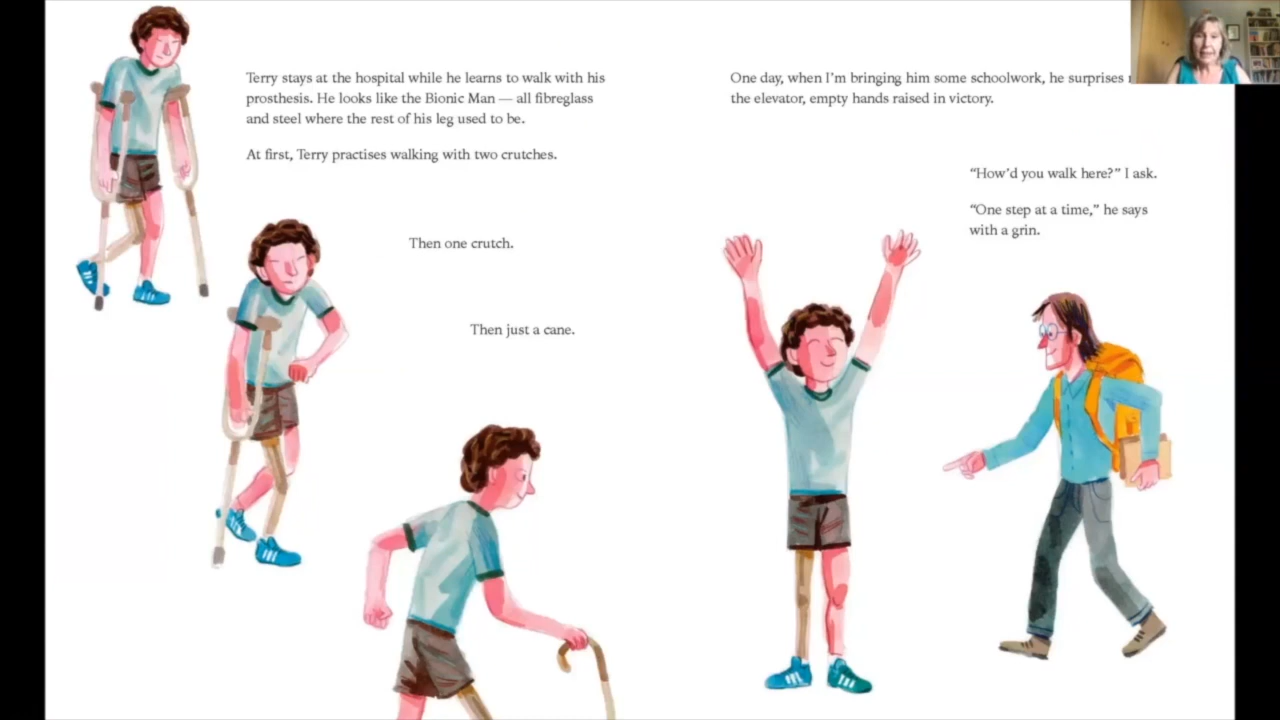 Terry stays at the hospital while he learns to walk with his
prosthesis. He looks like the Bionic Man — all fibreglass
and steel where the rest of his leg used to be.
At first, Terry practises walking with two crutches.
Then one crutch.
Then just a cane.
One day, when I’m bringing him some schoolwork, he surprises
the elevator, empty hands raised in victory.
“How’d you walk here?” I ask.
“One step at a time,” he says
with a grin.